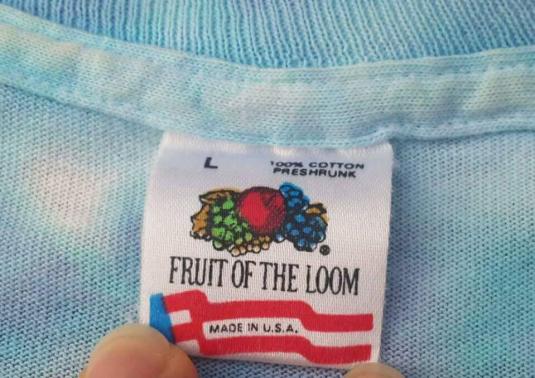 L
100% COTTON
PRESHRUNK
®
FRUIT OF THE LOOM
MADE IN U.S.A.